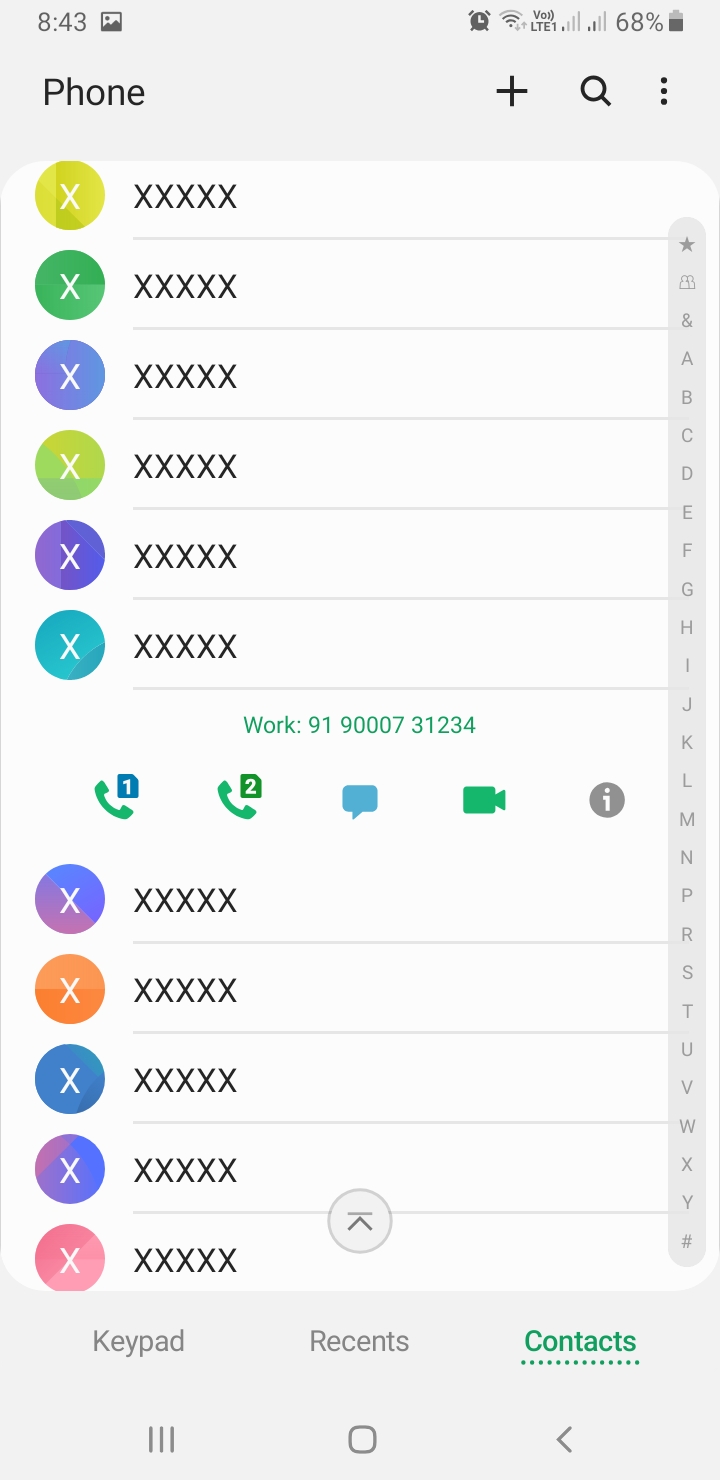 8:43 Vo)) LTE1 68%
Phone
X XXXXX
X XXXXX
X XXXXX
X XXXXX
X XXXXX
X XXXXX
Work: 91 90007 31234
1 2
X XXXXX
X XXXXX
X XXXXX
X XXXXX
X XXXXX
&
A
B
C
D
E
F
G
H
I
J
K
L
M
N
P
R
S
T
U
V
W
X
Y
#
Keypad Recents Contacts